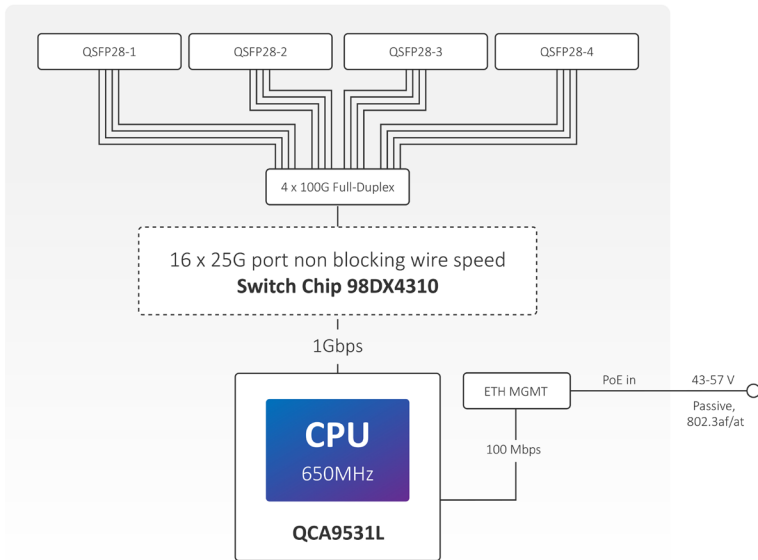 QSFP28-1
QSFP28-2
QSFP28-3
QSFP28-4
4 x 100G Full-Duplex
16 x 25G port non blocking wire speed
Switch Chip 98DX4310
1Gbps
ETH MGMT
PoE in
43-57 V
Passive,
802.3af/at
CPU
650MHz
100 Mbps
QCA9531L